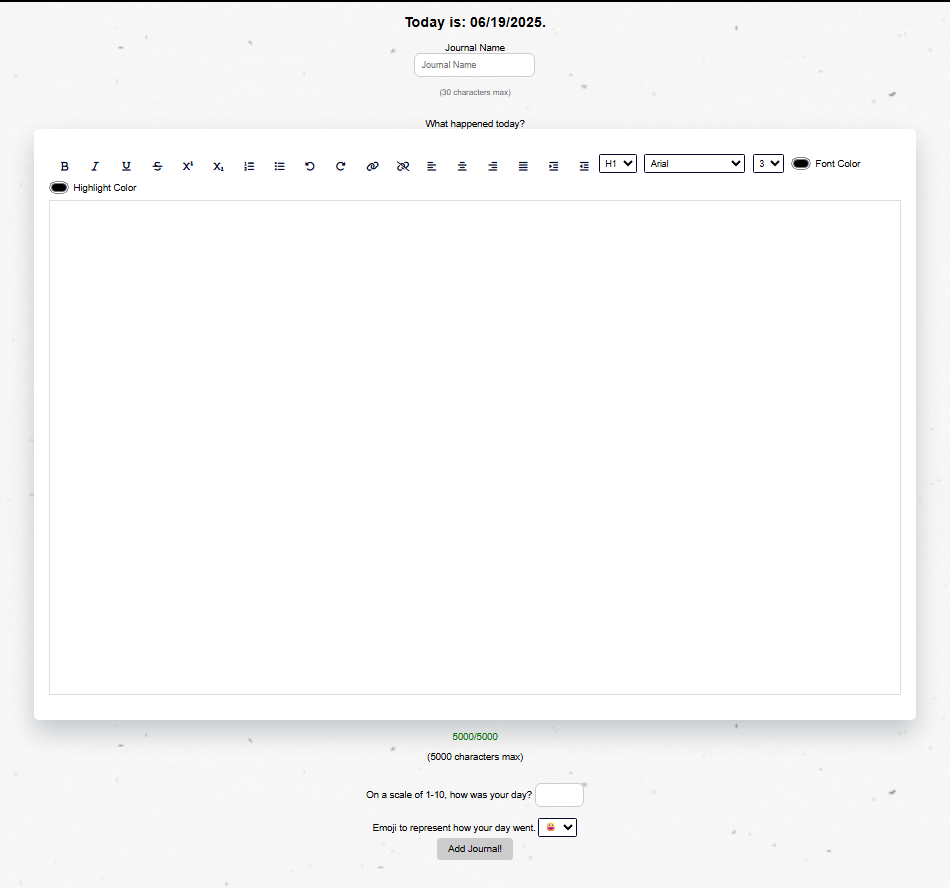 Today is: 06/19/2025.
Journal Name
Journal Name
(30 characters max)
What happened today?
B I U S X¹ X₁ H1 Arial 3 Font Color
Highlight Color
5000/5000
(5000 characters max)
On a scale of 1-10, how was your day?
Emoji to represent how your day went. 😀
Add Journal!